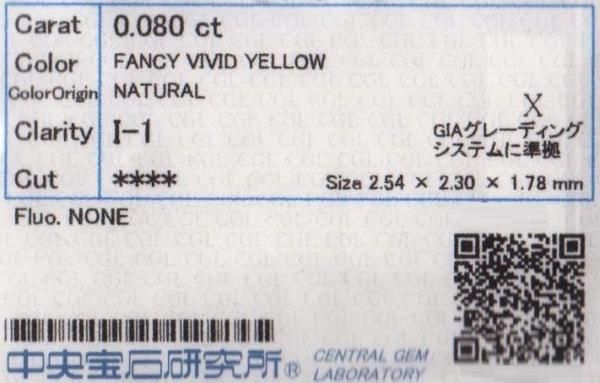 Carat 0.080 ct
Color FANCY VIVID YELLOW
ColorOrigin NATURAL
Clarity I-1
X
GIAグレーディング
システムに準拠
Cut ****
Size 2.54 × 2.30 × 1.78 mm
Fluo. NONE
中央宝石研究所® CENTRAL GEM
LABORATORY